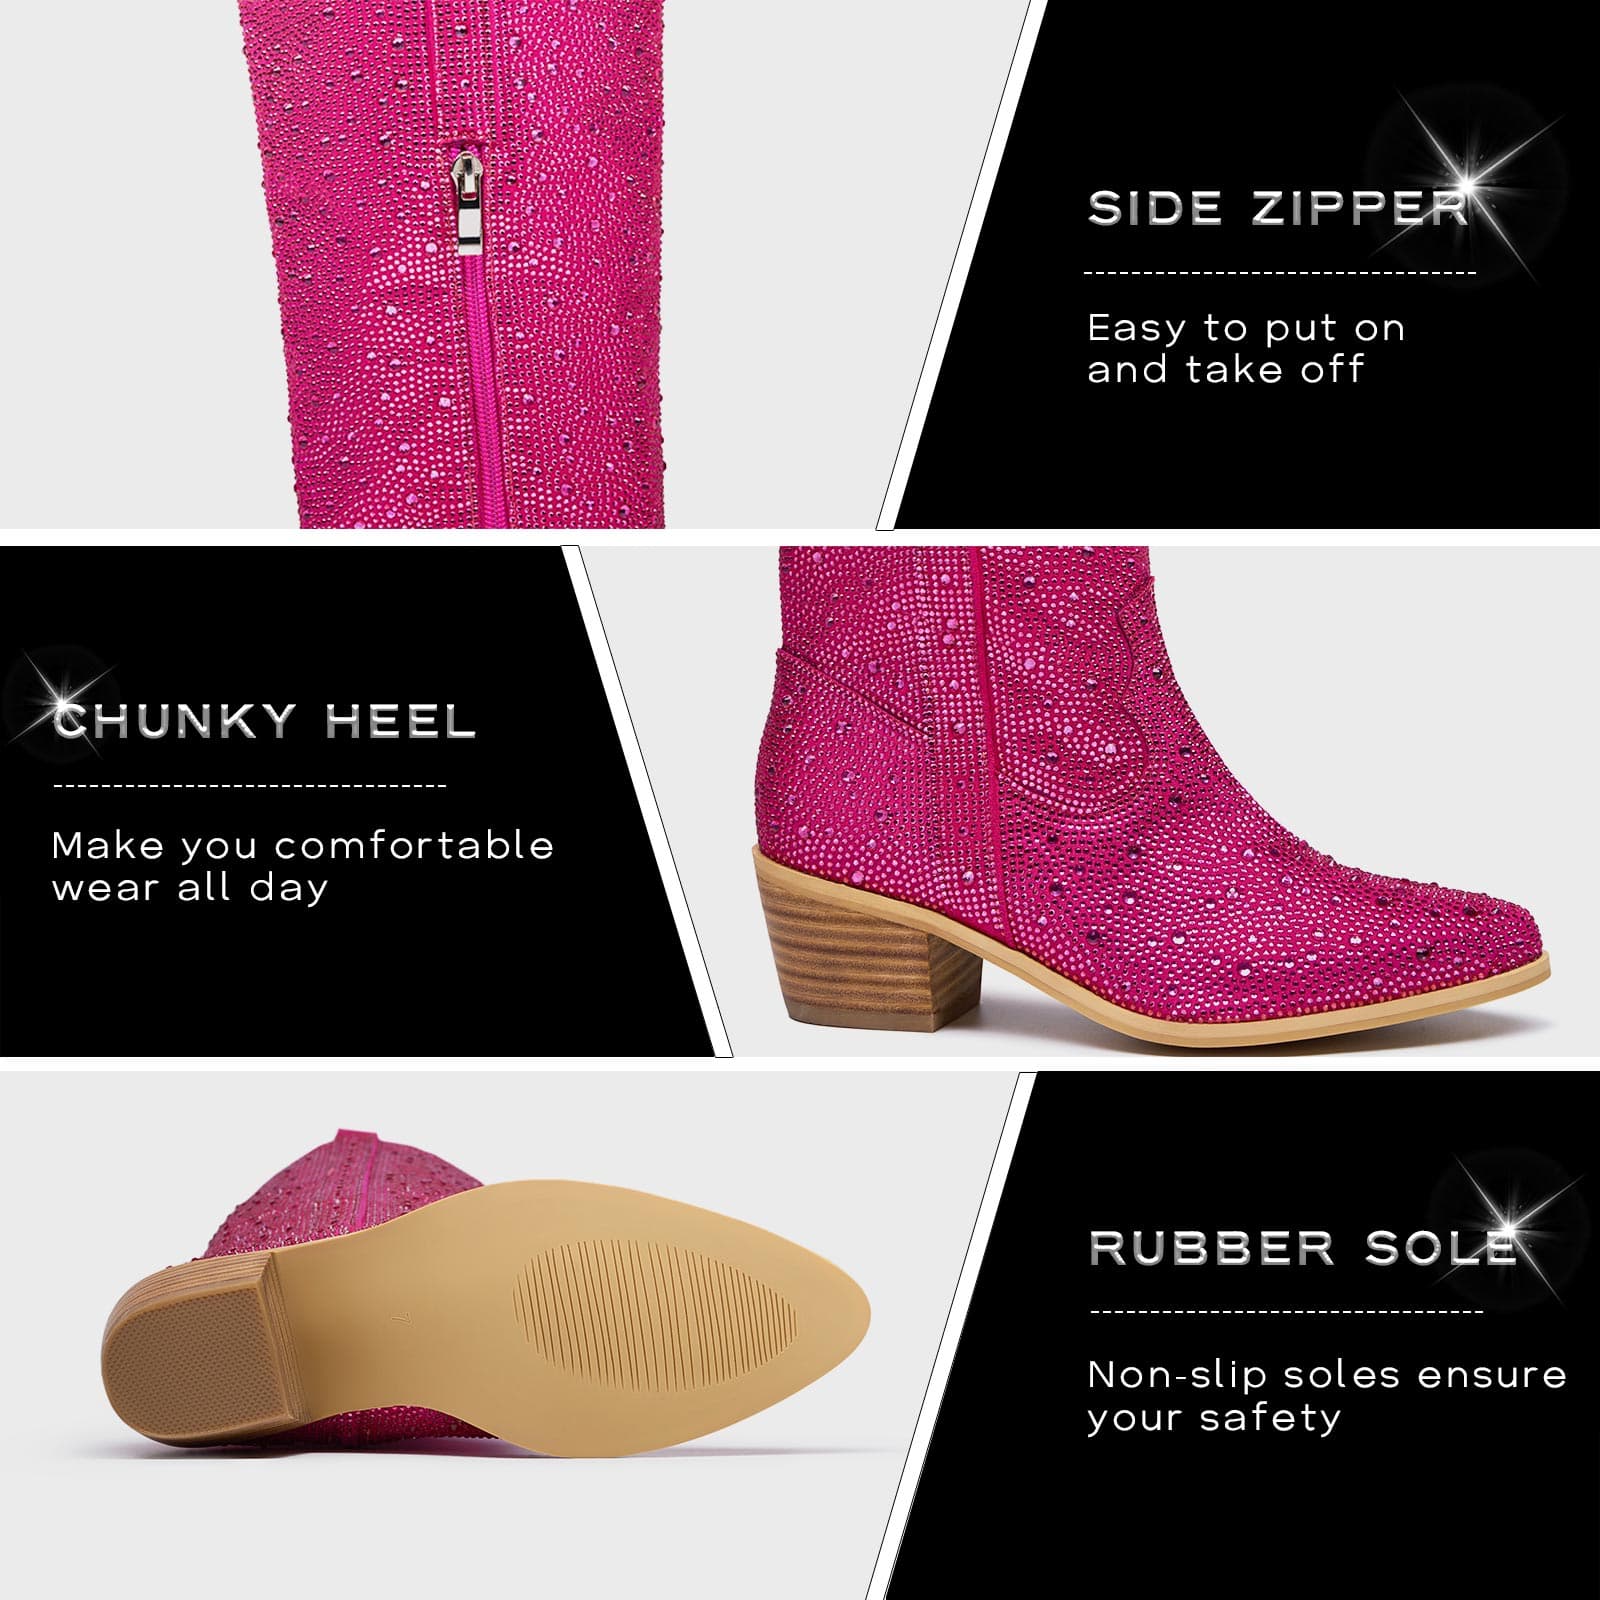 SIDE ZIPPER
Easy to put on
and take off
CHUNKY HEEL
Make you comfortable
wear all day
7
RUBBER SOLE
Non-slip soles ensure
your safety